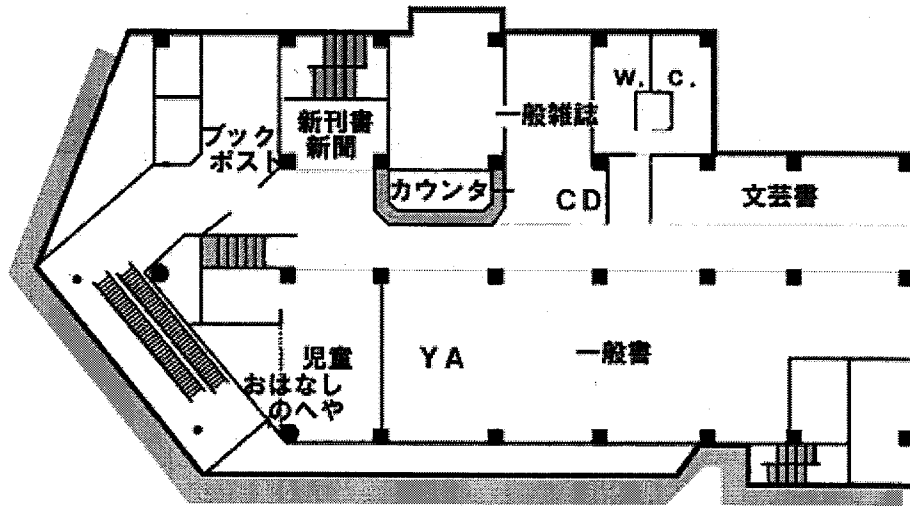 W. C.
一般雑誌
新刊書
新聞
ブック
ポスト
カウンター
CD
文芸書
児童
おはなし
のへや
YA
一般書